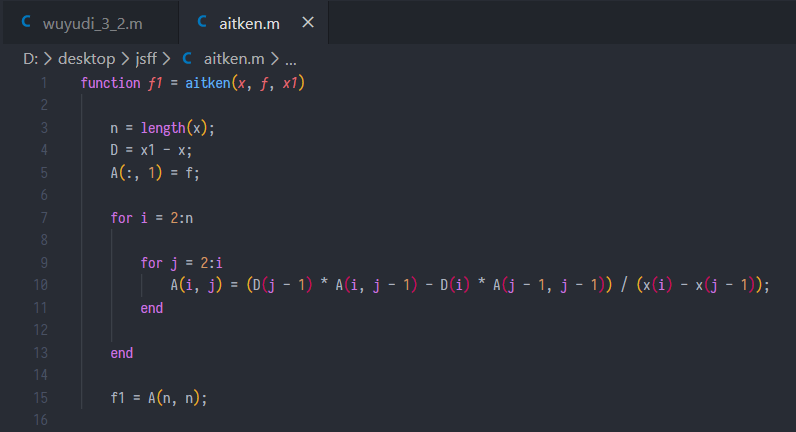 wuyudi_3_2.m aitken.m ×
D: > desktop > jsff > C aitken.m > ...
1 function f1 = aitken(x, f, x1)
2
3 n = length(x);
4 D = x1 - x;
5 A(:, 1) = f;
6
7 for i = 2:n
8
9 for j = 2:i
10 A(i, j) = (D(j - 1) * A(i, j - 1) - D(i) * A(j - 1, j - 1)) / (x(i) - x(j - 1));
11 end
12
13 end
14
15 f1 = A(n, n);
16